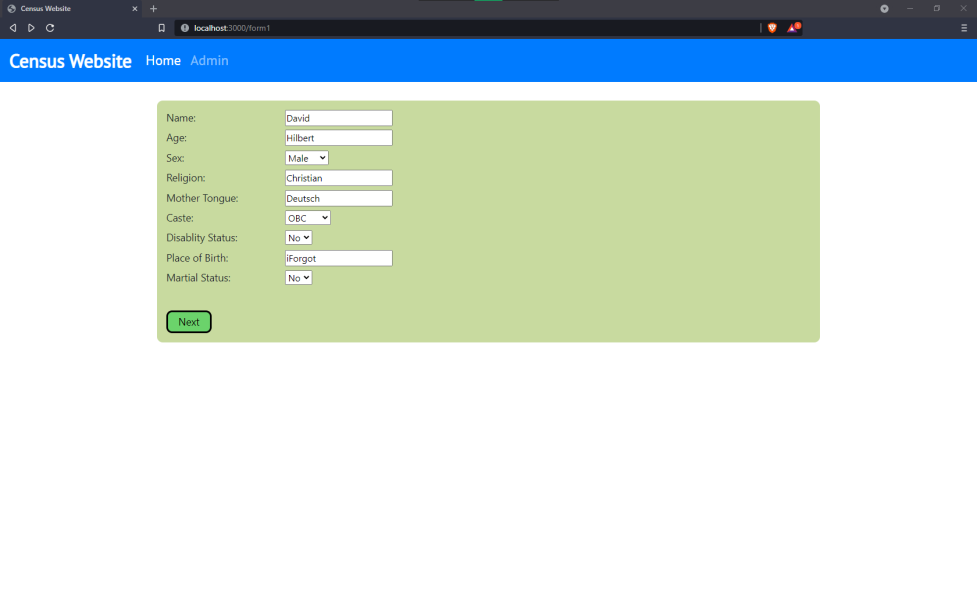 Census Website
localhost:3000/form1
Census Website Home Admin
Name: David
Age: Hilbert
Sex: Male
Religion: Christian
Mother Tongue: Deutsch
Caste: OBC
Disablity Status: No
Place of Birth: iForgot
Martial Status: No
Next